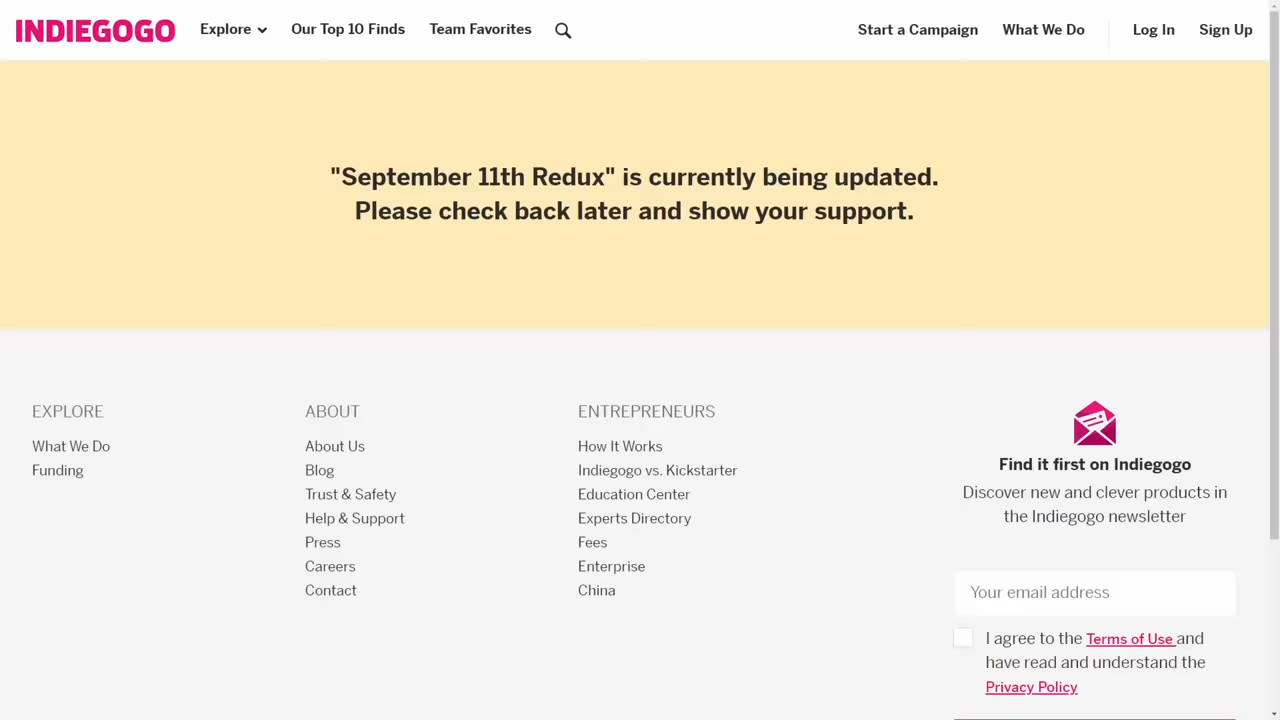 INDIEGOGO
Explore
Our Top 10 Finds
Team Favorites
Start a Campaign
What We Do
Log In
Sign Up
"September 11th Redux" is currently being updated.
Please check back later and show your support.
EXPLORE
What We Do
Funding
ABOUT
About Us
Blog
Trust & Safety
Help & Support
Press
Careers
Contact
ENTREPRENEURS
How It Works
Indiegogo vs. Kickstarter
Education Center
Experts Directory
Fees
Enterprise
China
Find it first on Indiegogo
Discover new and clever products in
the Indiegogo newsletter
Your email address
I agree to the Terms of Use and
have read and understand the
Privacy Policy